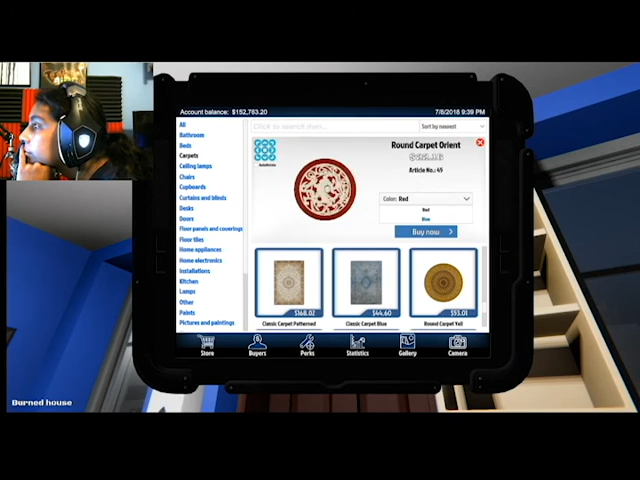 Account balance: $152,783.20
7/8/2018 9:39 PM
All
Bathroom
Beds
Carpets
Ceiling lamps
Chairs
Cupboards
Curtains and blinds
Desks
Doors
Floor panels and coverings
Floor tiles
Home appliances
Home electronics
Installations
Kitchen
Lamps
Other
Paints
Pictures and paintings
Click to search item...
Sort by newest
Round Carpet Orient
Article No.: 45
Color: Red
Red
Blue
Buy now
$168.02
$44.60
$53.01
Classic Carpet Patterned
Classic Carpet Blue
Round Carpet Yell
Store
Buyers
Perks
Statistics
Gallery
Camera
Burned house